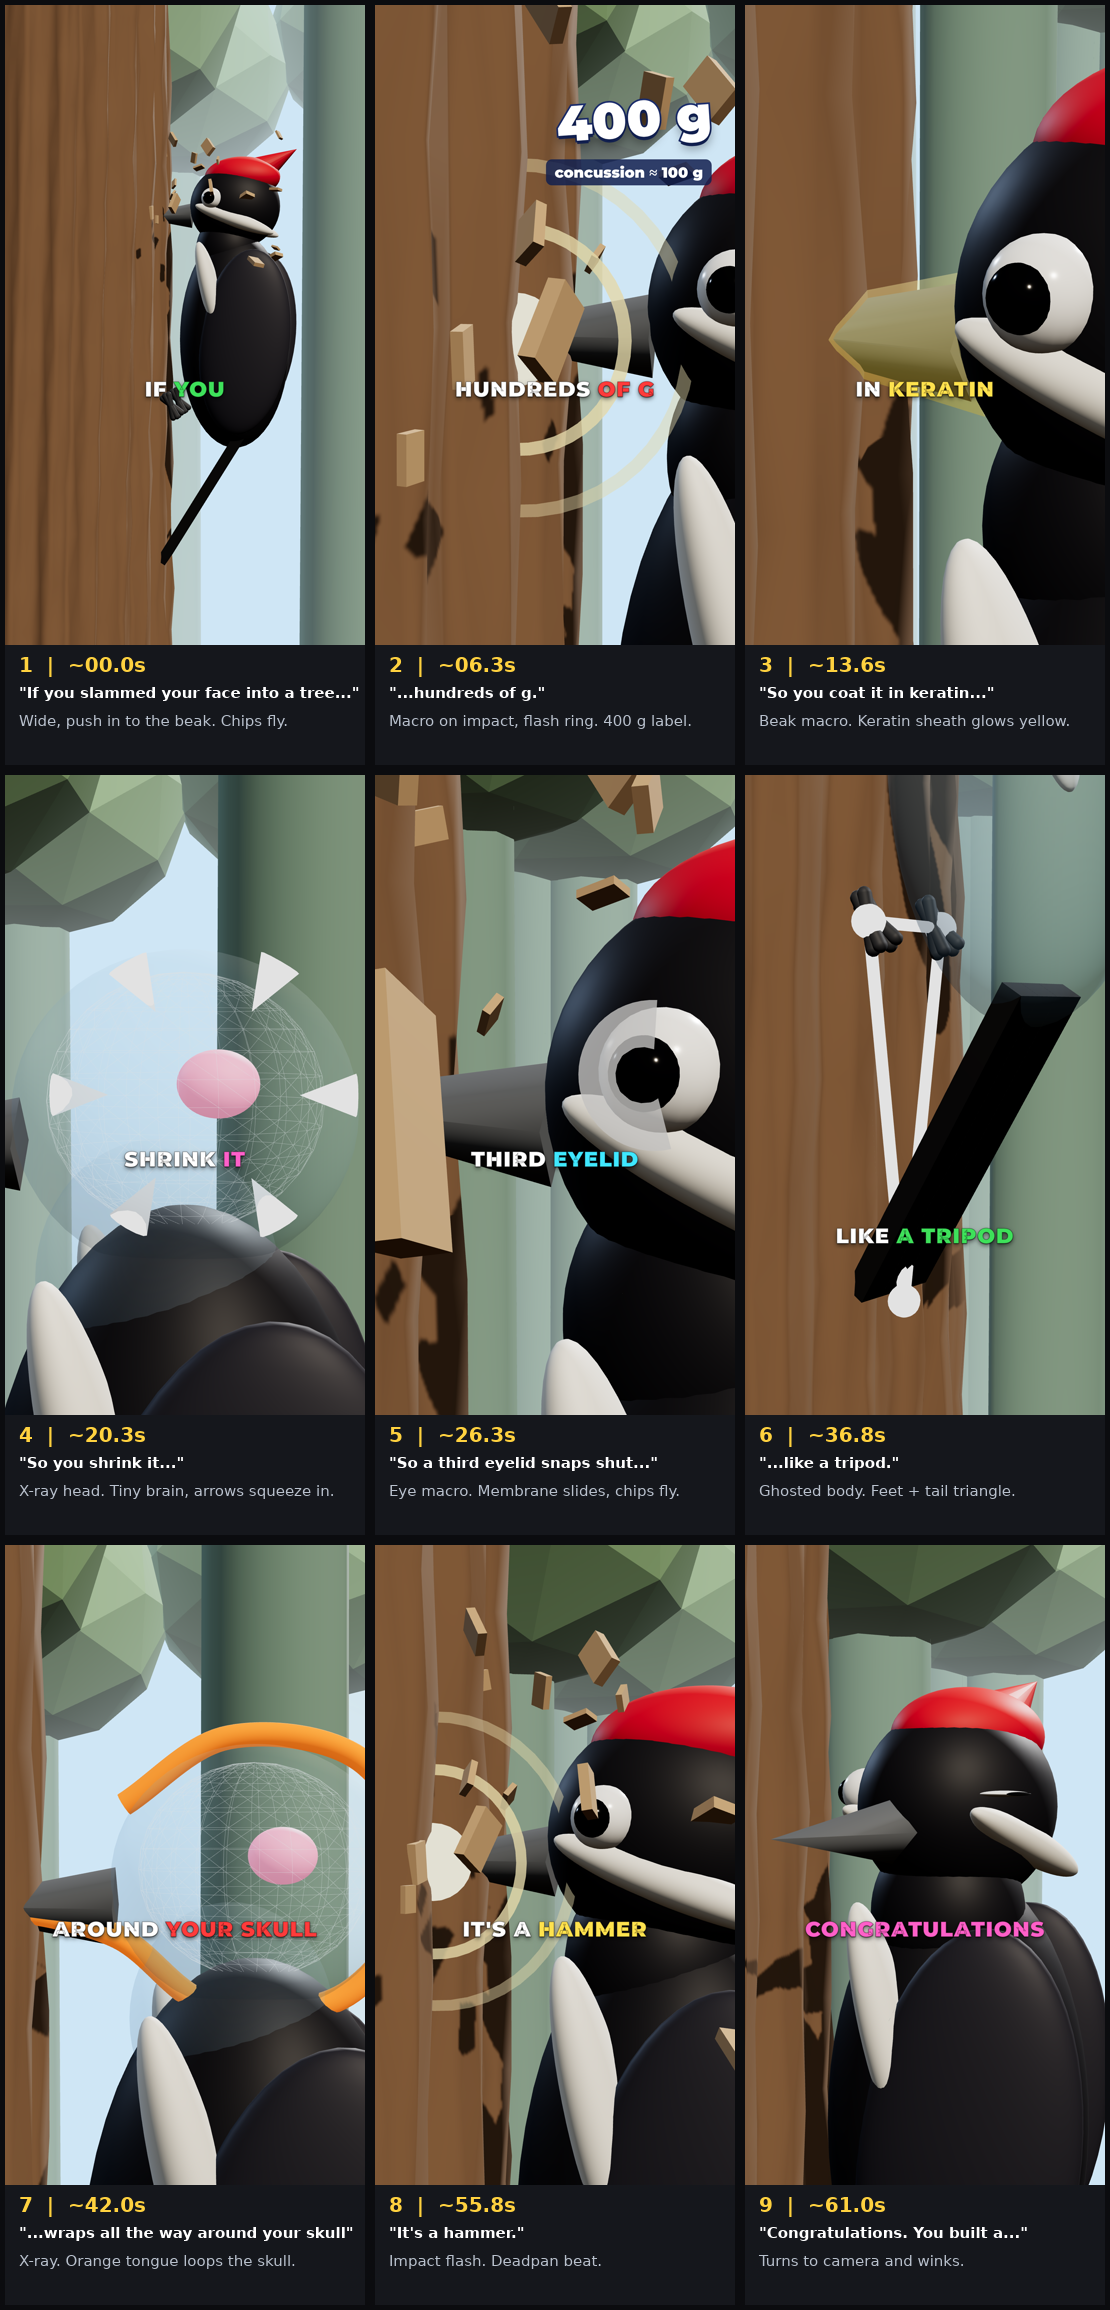 IF YOU
1 | ~00.0s
"If you slammed your face into a tree..."
Wide, push in to the beak. Chips fly.
400 g
concussion ≈ 100 g
HUNDREDS OF G
2 | ~06.3s
"...hundreds of g."
Macro on impact, flash ring. 400 g label.
IN KERATIN
3 | ~13.6s
"So you coat it in keratin..."
Beak macro. Keratin sheath glows yellow.
SHRINK IT
4 | ~20.3s
"So you shrink it..."
X-ray head. Tiny brain, arrows squeeze in.
THIRD EYELID
5 | ~26.3s
"So a third eyelid snaps shut..."
Eye macro. Membrane slides, chips fly.
LIKE A TRIPOD
6 | ~36.8s
"...like a tripod."
Ghosted body. Feet + tail triangle.
AROUND YOUR SKULL
7 | ~42.0s
"...wraps all the way around your skull"
X-ray. Orange tongue loops the skull.
IT'S A HAMMER
8 | ~55.8s
"It's a hammer."
Impact flash. Deadpan beat.
CONGRATULATIONS
9 | ~61.0s
"Congratulations. You built a..."
Turns to camera and winks.